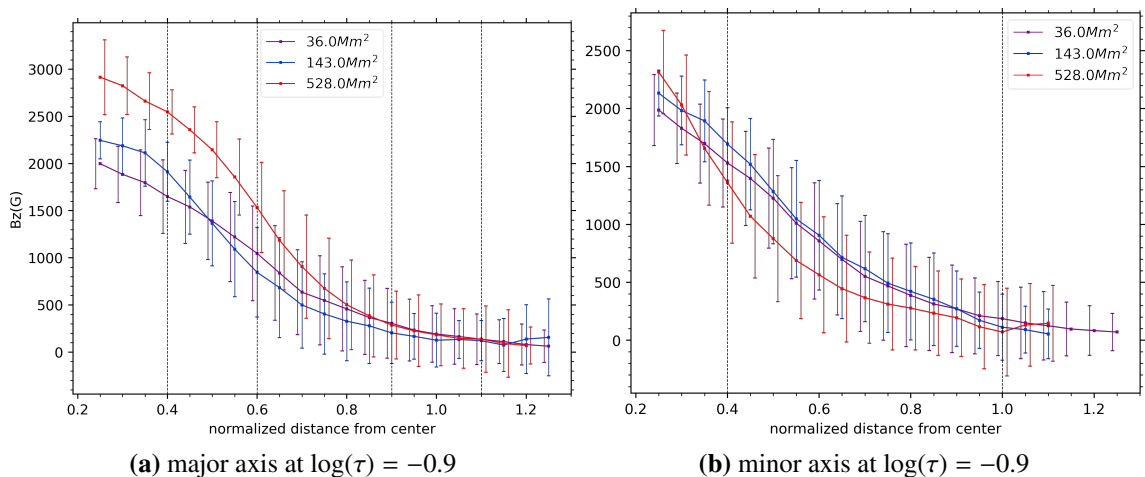 36.0Mm²
143.0Mm²
528.0Mm²
3000
2500
2000
1500
1000
500
0
Bz(G)
0.2 0.4 0.6 0.8 1.0 1.2
normalized distance from center
(a) major axis at log(τ) = −0.9
36.0Mm²
143.0Mm²
528.0Mm²
2500
2000
1500
1000
500
0
0.2 0.4 0.6 0.8 1.0 1.2
normalized distance from center
(b) minor axis at log(τ) = −0.9